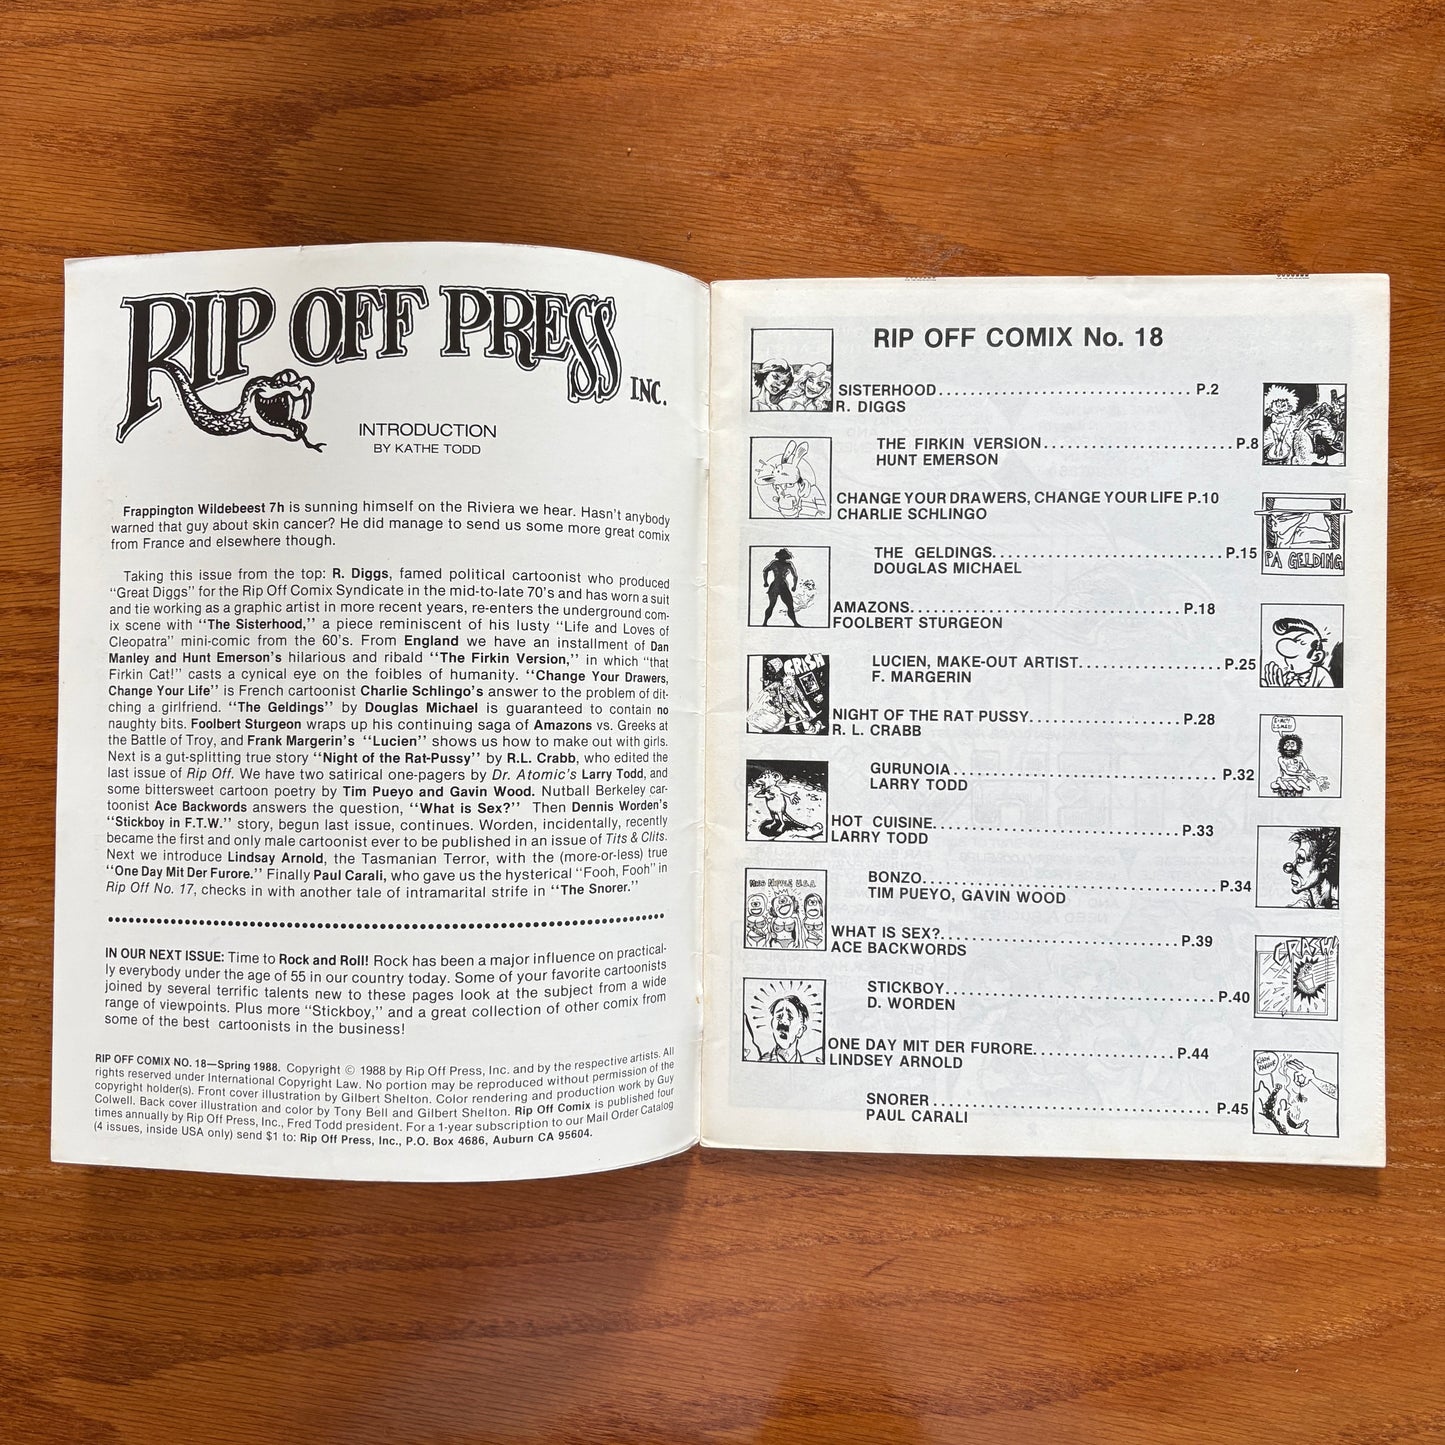 RIP OFF PRESS
INC.
INTRODUCTION
BY KATHE TODD
Frappington Wildebeest 7h is sunning himself on the Riviera we hear. Hasn't anybody
warned that guy about skin cancer? He did manage to send us some more great comix
from France and elsewhere though.
Taking this issue from the top: R. Diggs, famed political cartoonist who produced
"Great Diggs" for the Rip Off Comix Syndicate in the mid-to-late 70's and has worn a suit
and tie working as a graphic artist in more recent years, re-enters the underground com-
ix scene with "The Sisterhood," a piece reminiscent of his lusty "Life and Loves of
Cleopatra" mini-comic from the 60's. From England we have an installment of Dan
Manley and Hunt Emerson's hilarious and ribald "The Firkin Version," in which "that
Firkin Cat!" casts a cynical eye on the foibles of humanity. "Change Your Drawers,
Change Your Life" is French cartoonist Charlie Schlingo's answer to the problem of dit-
ching a girlfriend. "The Geldings" by Douglas Michael is guaranteed to contain no
naughty bits. Foolbert Sturgeon wraps up his continuing saga of Amazons vs. Greeks at
the Battle of Troy, and Frank Margerin's "Lucien" shows us how to make out with girls.
Next is a gut-splitting true story "Night of the Rat-Pussy" by R.L. Crabb, who edited the
last issue of Rip Off. We have two satirical one-pagers by Dr. Atomic's Larry Todd, and
some bittersweet cartoon poetry by Tim Pueyo and Gavin Wood. Nutball Berkeley car-
toonist Ace Backwords answers the question, "What is Sex?" Then Dennis Worden's
"Stickboy in F.T.W." story, begun last issue, continues. Worden, incidentally, recently
became the first and only male cartoonist ever to be published in an issue of Tits & Clits.
Next we introduce Lindsay Arnold, the Tasmanian Terror, with the (more-or-less) true
"One Day Mit Der Furore." Finally Paul Carali, who gave us the hysterical "Fooh, Fooh" in
Rip Off No. 17, checks in with another tale of intramarital strife in "The Snorer."
IN OUR NEXT ISSUE: Time to Rock and Roll! Rock has been a major influence on practical-
ly everybody under the age of 55 in our country today. Some of your favorite cartoonists
joined by several terrific talents new to these pages look at the subject from a wide
range of viewpoints. Plus more "Stickboy," and a great collection of other comix from
some of the best cartoonists in the business!
RIP OFF COMIX NO. 18—Spring 1988. Copyright © 1988 by Rip Off Press, Inc. and by the respective artists. All
rights reserved under International Copyright Law. No portion may be reproduced without permission of the
copyright holder(s). Front cover illustration by Gilbert Shelton. Color rendering and production work by Guy
Colwell. Back cover illustration and color by Tony Bell and Gilbert Shelton. Rip Off Comix is published four
times annually by Rip Off Press, Inc., Fred Todd president. For a 1-year subscription to our Mail Order Catalog
(4 issues, inside USA only) send $1 to: Rip Off Press, Inc., P.O. Box 4686, Auburn CA 95604.
RIP OFF COMIX No. 18
SISTERHOOD................................P.2
R. DIGGS
THE FIRKIN VERSION........................P.8
HUNT EMERSON
CHANGE YOUR DRAWERS, CHANGE YOUR LIFE P.10
CHARLIE SCHLINGO
THE GELDINGS..............................P.15
DOUGLAS MICHAEL
PA GELDING
AMAZONS...................................P.18
FOOLBERT STURGEON
LUCIEN, MAKE-OUT ARTIST...................P.25
F. MARGERIN
CRASH
NIGHT OF THE RAT PUSSY....................P.28
R. L. CRABB
GURUNOIA..................................P.32
LARRY TODD
HOT CUISINE...............................P.33
LARRY TODD
BONZO.....................................P.34
TIM PUEYO, GAVIN WOOD
MISS NIPPLE U.S.A.
WHAT IS SEX?..............................P.39
ACE BACKWORDS
CRASH!
STICKBOY..................................P.40
D. WORDEN
ONE DAY MIT DER FURORE....................P.44
LINDSEY ARNOLD
SNORER....................................P.45
PAUL CARALI